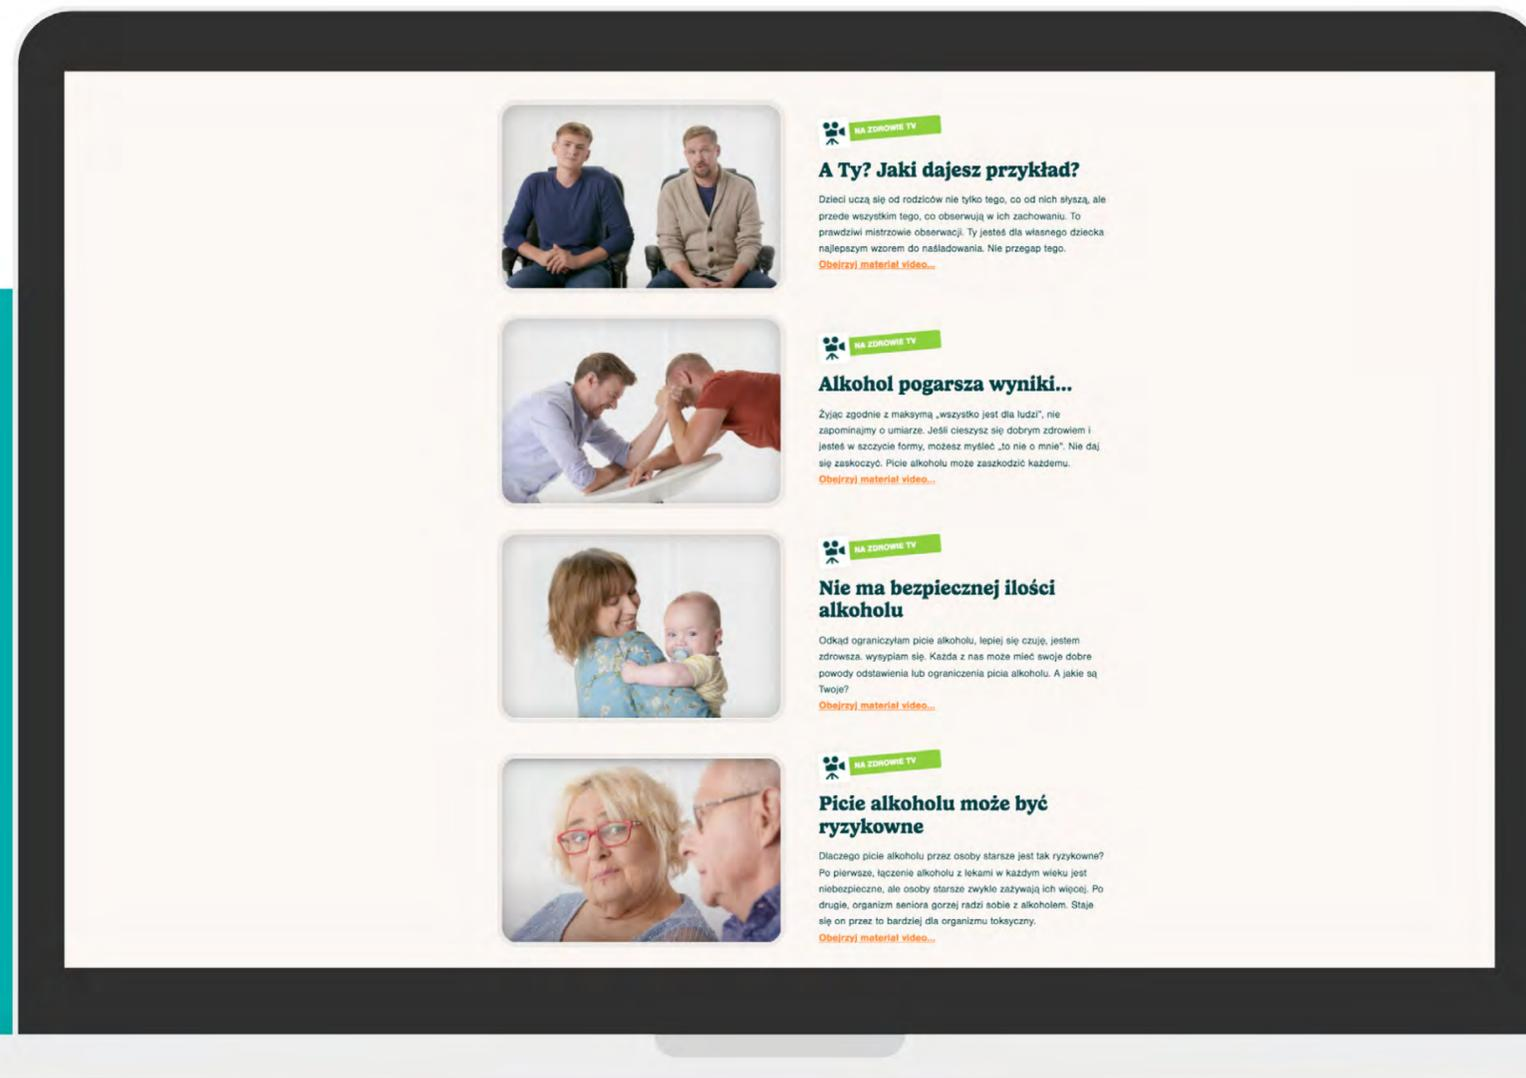 NA ZDROWIE TV
A Ty? Jaki dajesz przykład?
Dzieci uczą się od rodziców nie tylko tego, co od nich słyszą, ale
przede wszystkim tego, co obserwują w ich zachowaniu. To
prawdziwi mistrzowie obserwacji. Ty jesteś dla własnego dziecka
najlepszym wzorem do naśladowania. Nie przegap tego.
Obejrzyj materiał video...
NA ZDROWIE TV
Alkohol pogarsza wyniki...
Żyjąc zgodnie z maksymą „wszystko jest dla ludzi”, nie
zapominajmy o umiarze. Jeśli cieszysz się dobrym zdrowiem i
jesteś w szczycie formy, możesz myśleć „to nie o mnie”. Nie daj
się zaskoczyć. Picie alkoholu może zaszkodzić każdemu.
Obejrzyj materiał video...
NA ZDROWIE TV
Nie ma bezpiecznej ilości
alkoholu
Odkąd ograniczyłam picie alkoholu, lepiej się czuję, jestem
zdrowsza. wysypiam się. Każda z nas może mieć swoje dobre
powody odstawienia lub ograniczenia picia alkoholu. A jakie są
Twoje?
Obejrzyj materiał video...
NA ZDROWIE TV
Picie alkoholu może być
ryzykowne
Dlaczego picie alkoholu przez osoby starsze jest tak ryzykowne?
Po pierwsze, łączenie alkoholu z lekami w każdym wieku jest
niebezpieczne, ale osoby starsze zwykle zażywają ich więcej. Po
drugie, organizm seniora gorzej radzi sobie z alkoholem. Staje
się on przez to bardziej dla organizmu toksyczny.
Obejrzyj materiał video...